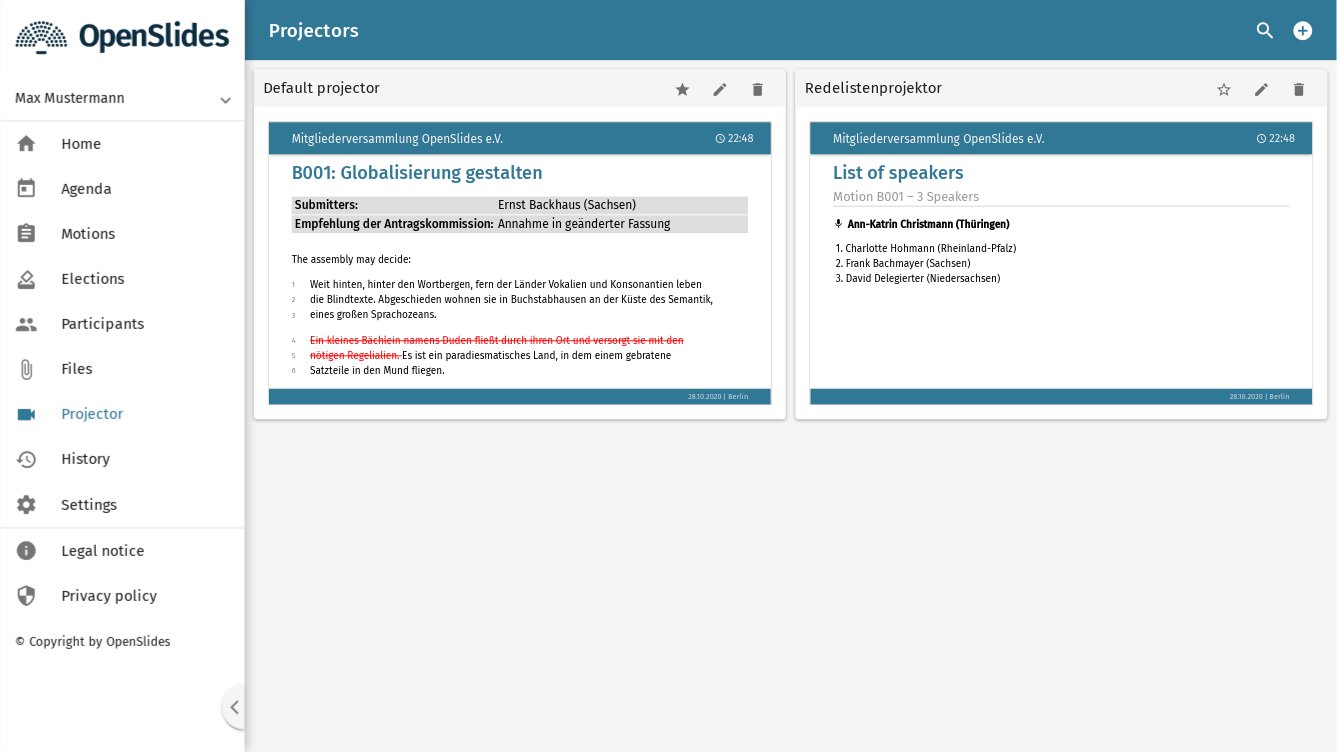 OpenSlides
Projectors
Max Mustermann
Home
Agenda
Motions
Elections
Participants
Files
Projector
History
Settings
Legal notice
Privacy policy
© Copyright by OpenSlides
Default projector
Mitgliederversammlung OpenSlides e.V. 22:48
B001: Globalisierung gestalten
Submitters: Ernst Backhaus (Sachsen)
Empfehlung der Antragskommission: Annahme in geänderter Fassung
The assembly may decide:
1 Weit hinten, hinter den Wortbergen, fern der Länder Vokalien und Konsonantien leben
2 die Blindtexte. Abgeschieden wohnen sie in Buchstabhausen an der Küste des Semantik,
3 eines großen Sprachozeans.
4 Ein kleines Bächlein namens Duden fließt durch ihren Ort und versorgt sie mit den
5 nötigen Regelialien. Es ist ein paradiesmatisches Land, in dem einem gebratene
6 Satzteile in den Mund fliegen.
28.10.2020 | Berlin
Redelistenprojektor
Mitgliederversammlung OpenSlides e.V. 22:48
List of speakers
Motion B001 – 3 Speakers
Ann-Katrin Christmann (Thüringen)
1. Charlotte Hohmann (Rheinland-Pfalz)
2. Frank Bachmayer (Sachsen)
3. David Delegierter (Niedersachsen)
28.10.2020 | Berlin